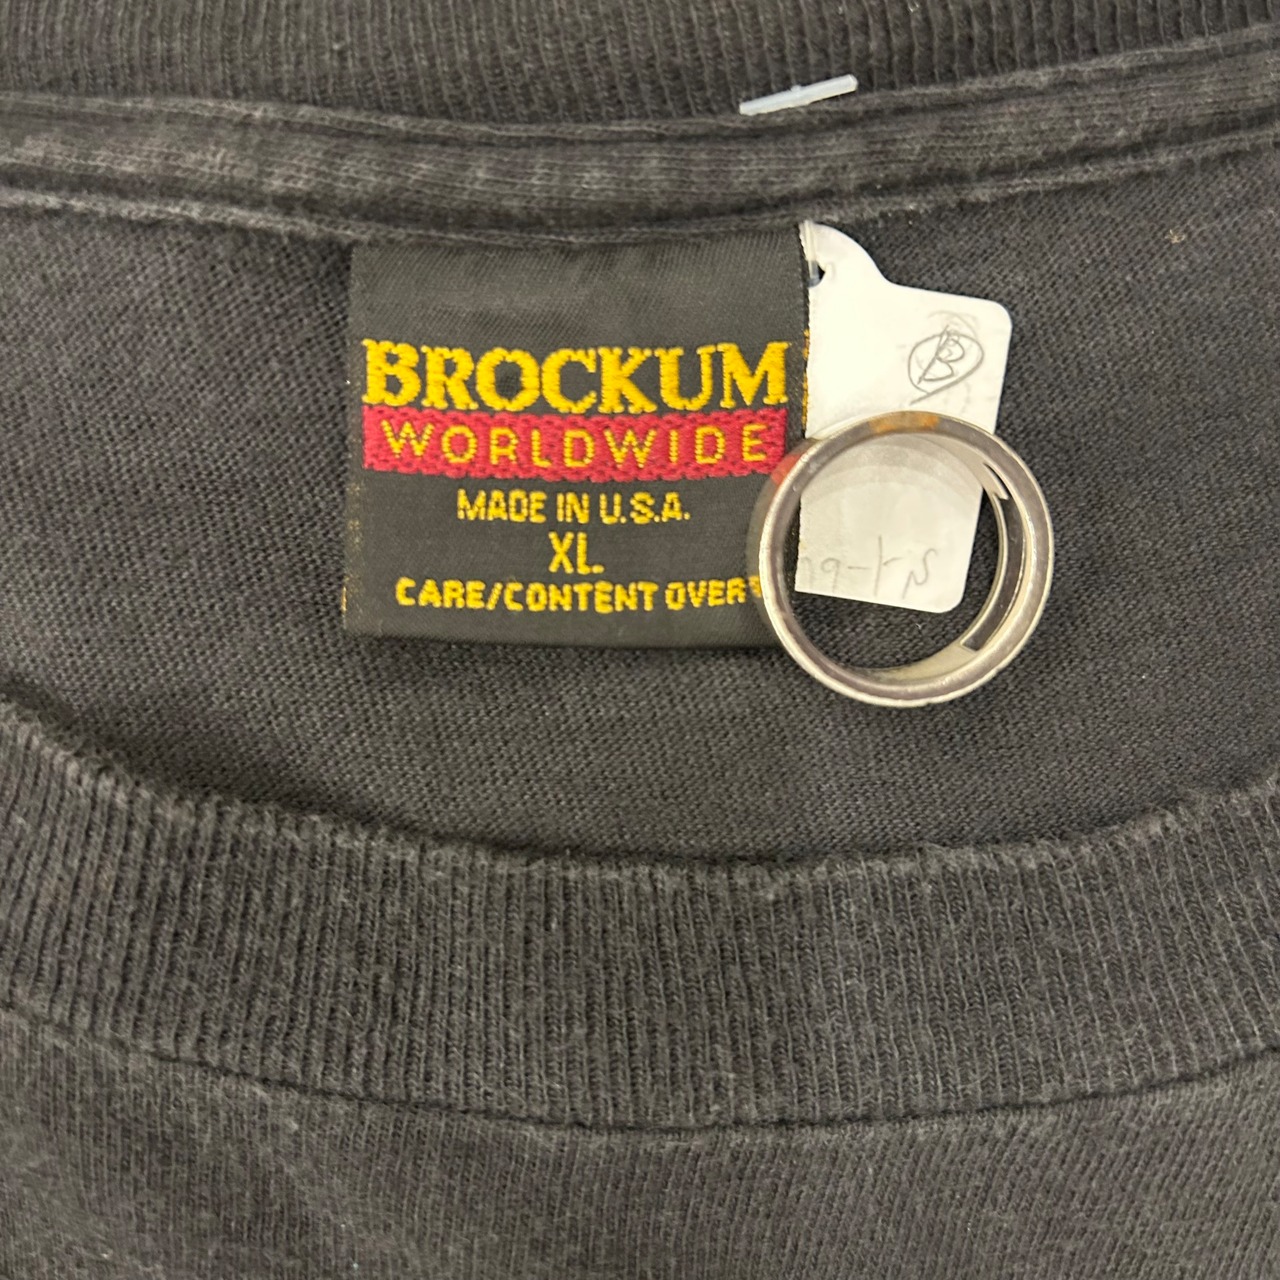 BROCKUM
WORLDWIDE
MADE IN U.S.A.
XL.
CARE/CONTENT OVER
B